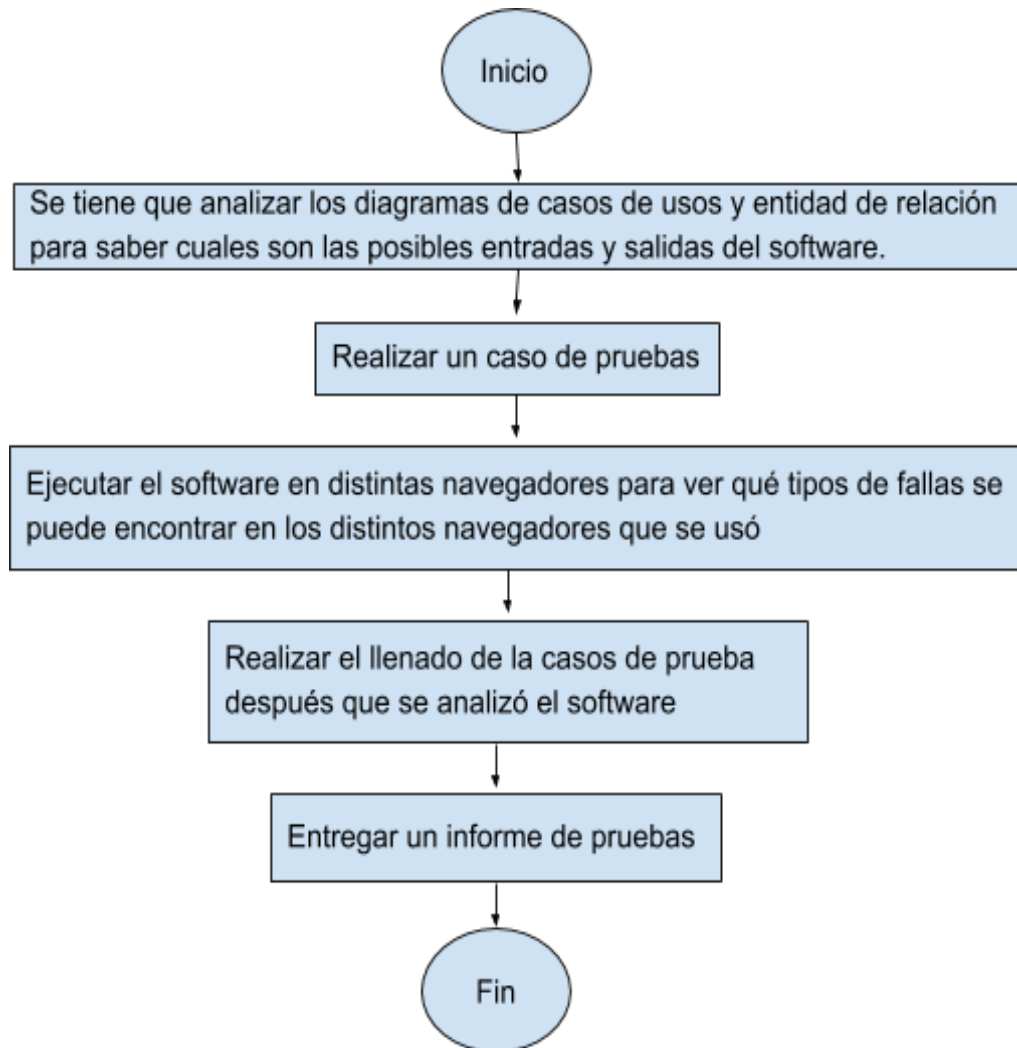 Inicio
Se tiene que analizar los diagramas de casos de usos y entidad de relación
para saber cuales son las posibles entradas y salidas del software.
Realizar un caso de pruebas
Ejecutar el software en distintas navegadores para ver qué tipos de fallas se
puede encontrar en los distintos navegadores que se usó
Realizar el llenado de la casos de prueba
después que se analizó el software
Entregar un informe de pruebas
Fin